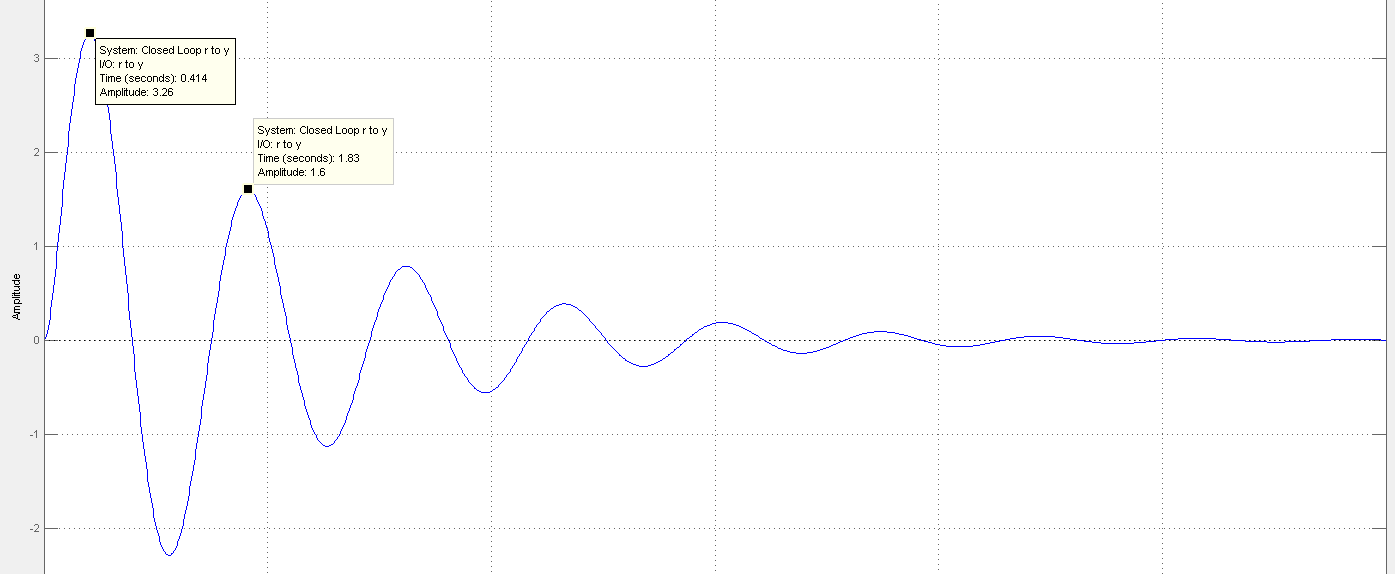 System: Closed Loop r to y
I/O: r to y
Time (seconds): 0.414
Amplitude: 3.26
System: Closed Loop r to y
I/O: r to y
Time (seconds): 1.83
Amplitude: 1.6
3
2
1
0
-1
-2
Amplitude